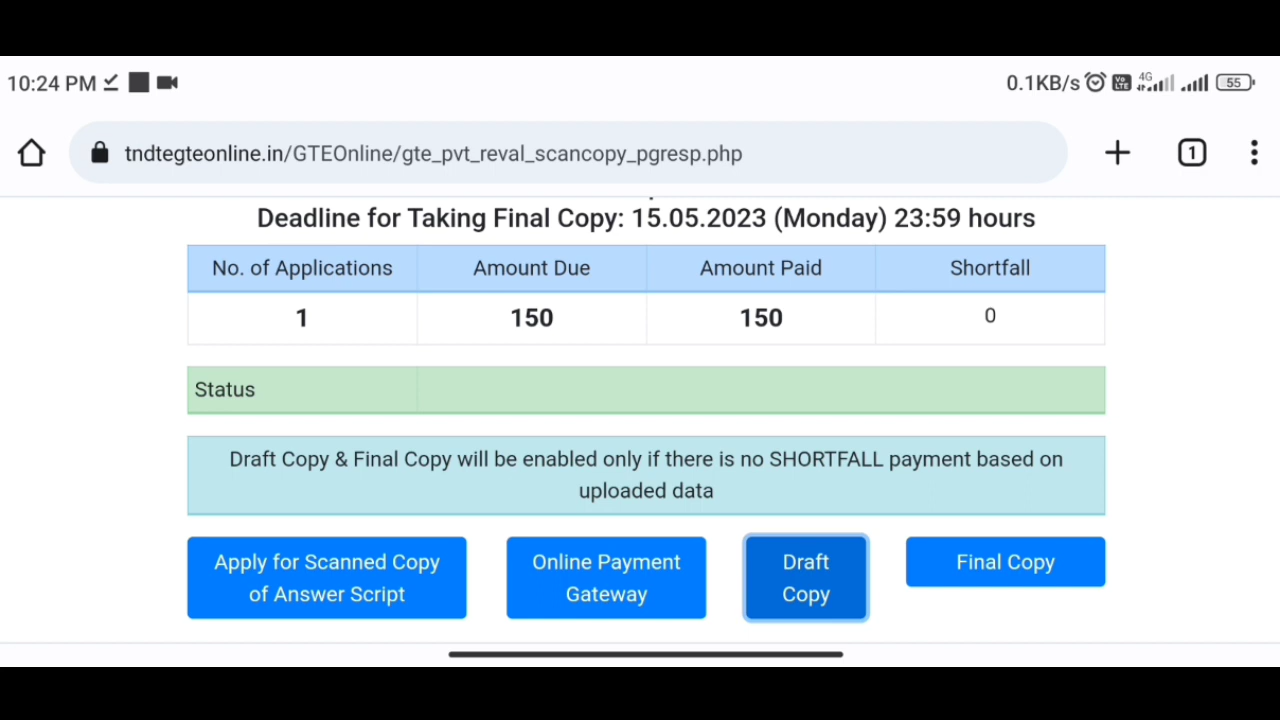 10:24 PM
0.1KB/s Vo LTE 4G 55
tndtegteonline.in/GTEOnline/gte_pvt_reval_scancopy_pgresp.php
1
Deadline for Taking Final Copy: 15.05.2023 (Monday) 23:59 hours
No. of Applications Amount Due Amount Paid Shortfall
1 150 150 0
Status
Draft Copy & Final Copy will be enabled only if there is no SHORTFALL payment based on
uploaded data
Apply for Scanned Copy
of Answer Script
Online Payment
Gateway
Draft
Copy
Final Copy